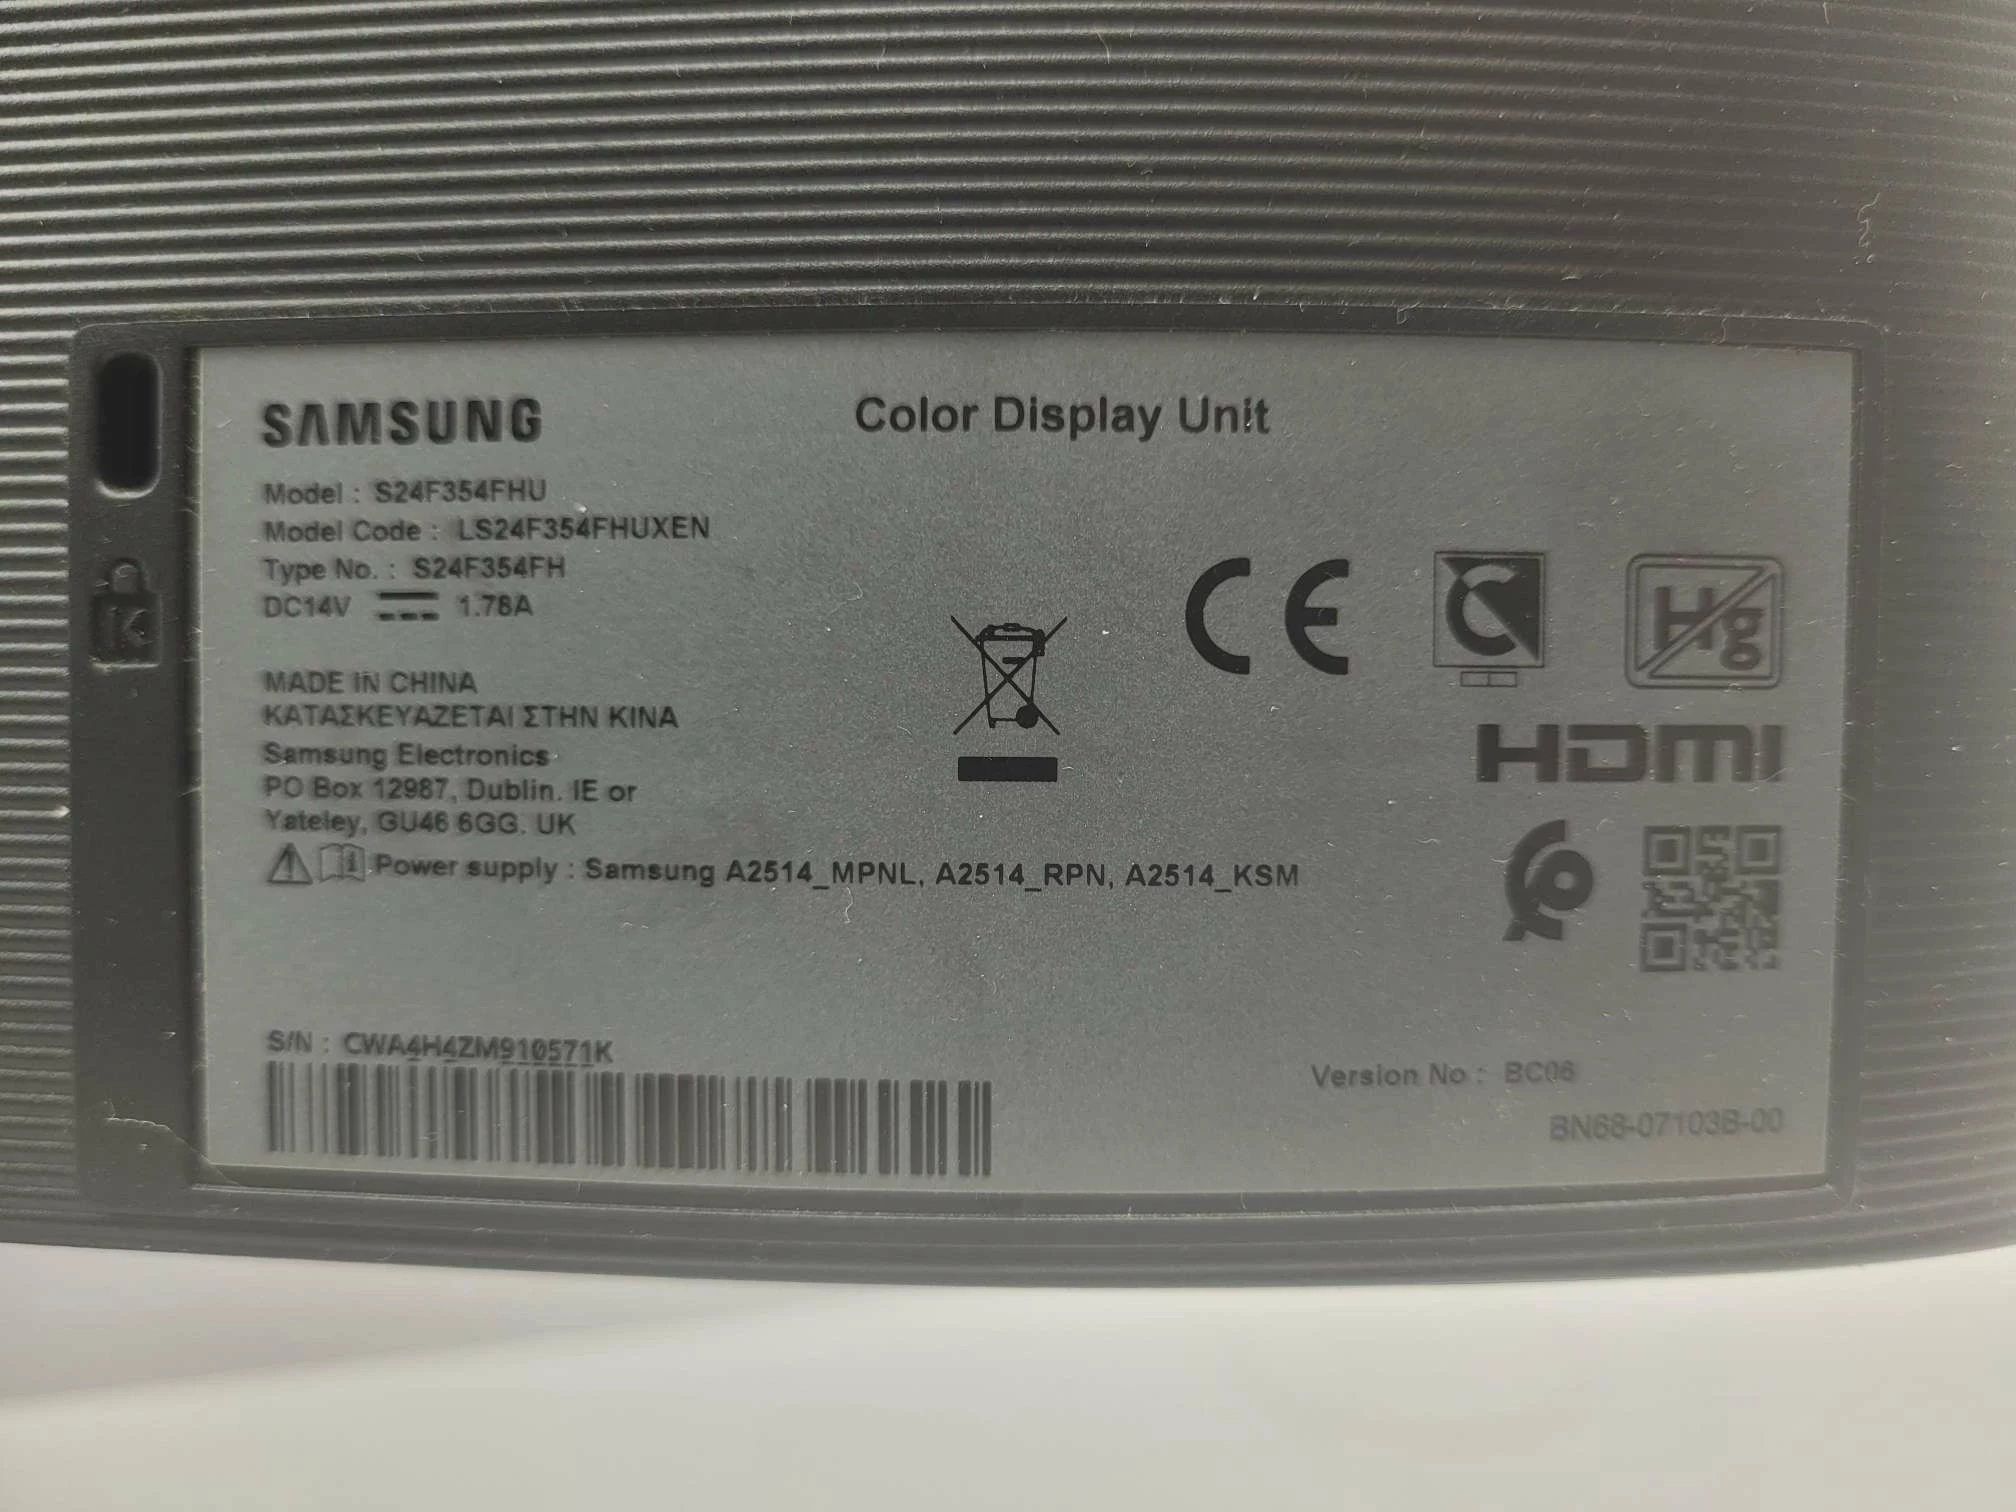 SAMSUNG
Color Display Unit
Model : S24F354FHU
Model Code : LS24F354FHUXEN
Type No. : S24F354FH
DC14V 1.78A
MADE IN CHINA
ΚΑΤΑΣΚΕΥΑΖΕΤΑΙ ΣΤΗΝ ΚΙΝΑ
Samsung Electronics
PO Box 12987, Dublin. IE or
Yateley, GU46 6GG. UK
Power supply : Samsung A2514_MPNL, A2514_RPN, A2514_KSM
CE
Hg
HDMI
K
S/N : CWA4H4ZM910571K
Version No : BC06
BN68-07103B-00